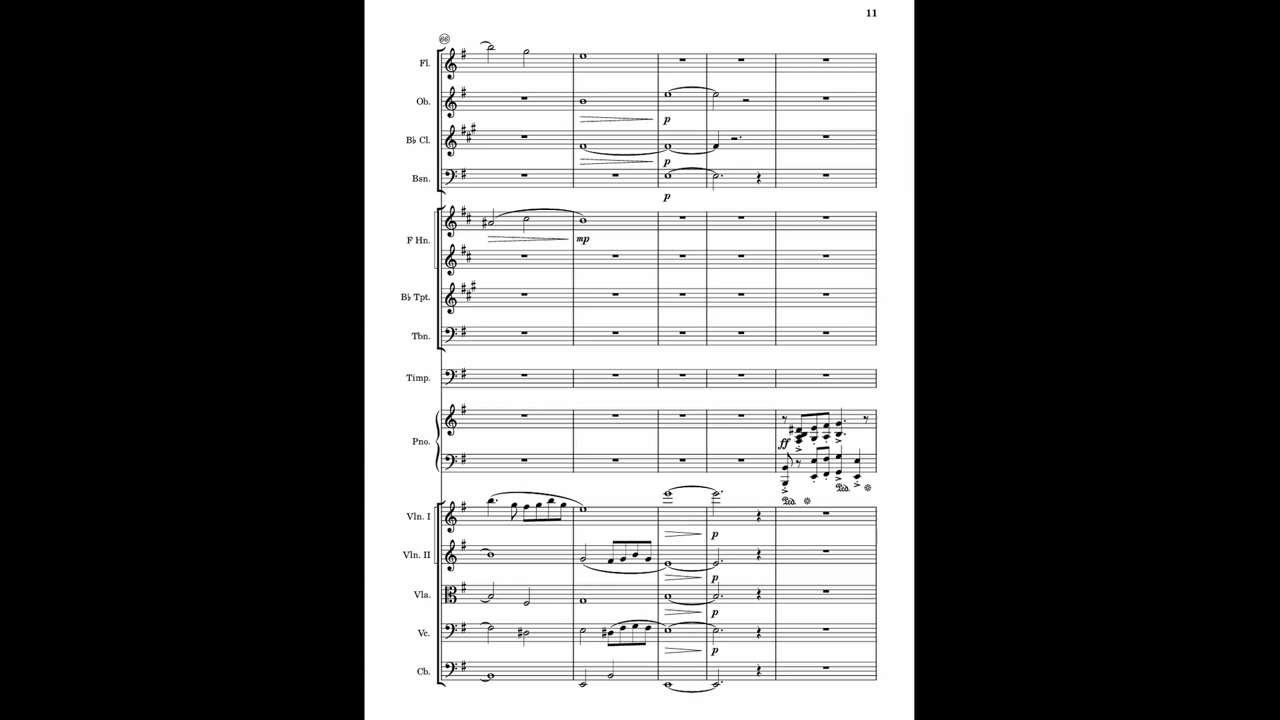 11
66
Fl.
Ob.
p
B♭ Cl.
p
Bsn.
p
F Hn.
mp
B♭ Tpt.
Tbn.
Timp.
Pno.
ff
Ped.
Ped.
Vln. I
p
Vln. II
p
Vla.
p
Vc.
p
Cb.